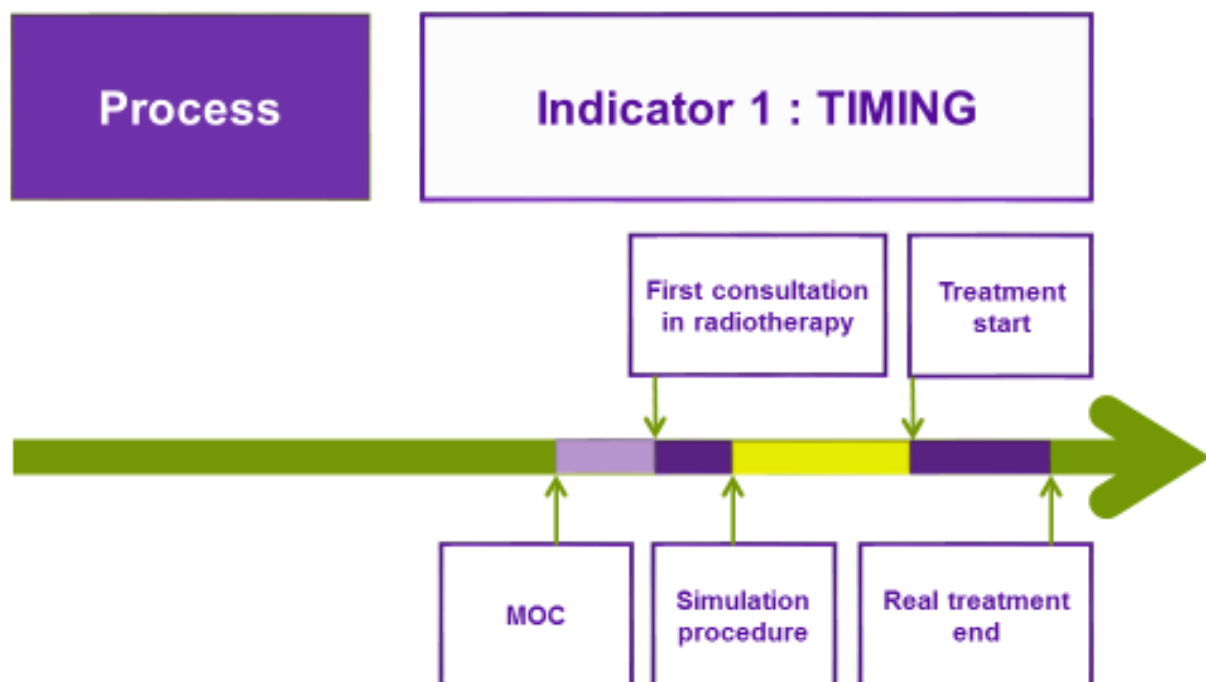 Process
Indicator 1 : TIMING
First consultation
in radiotherapy
Treatment
start
MOC
Simulation
procedure
Real treatment
end